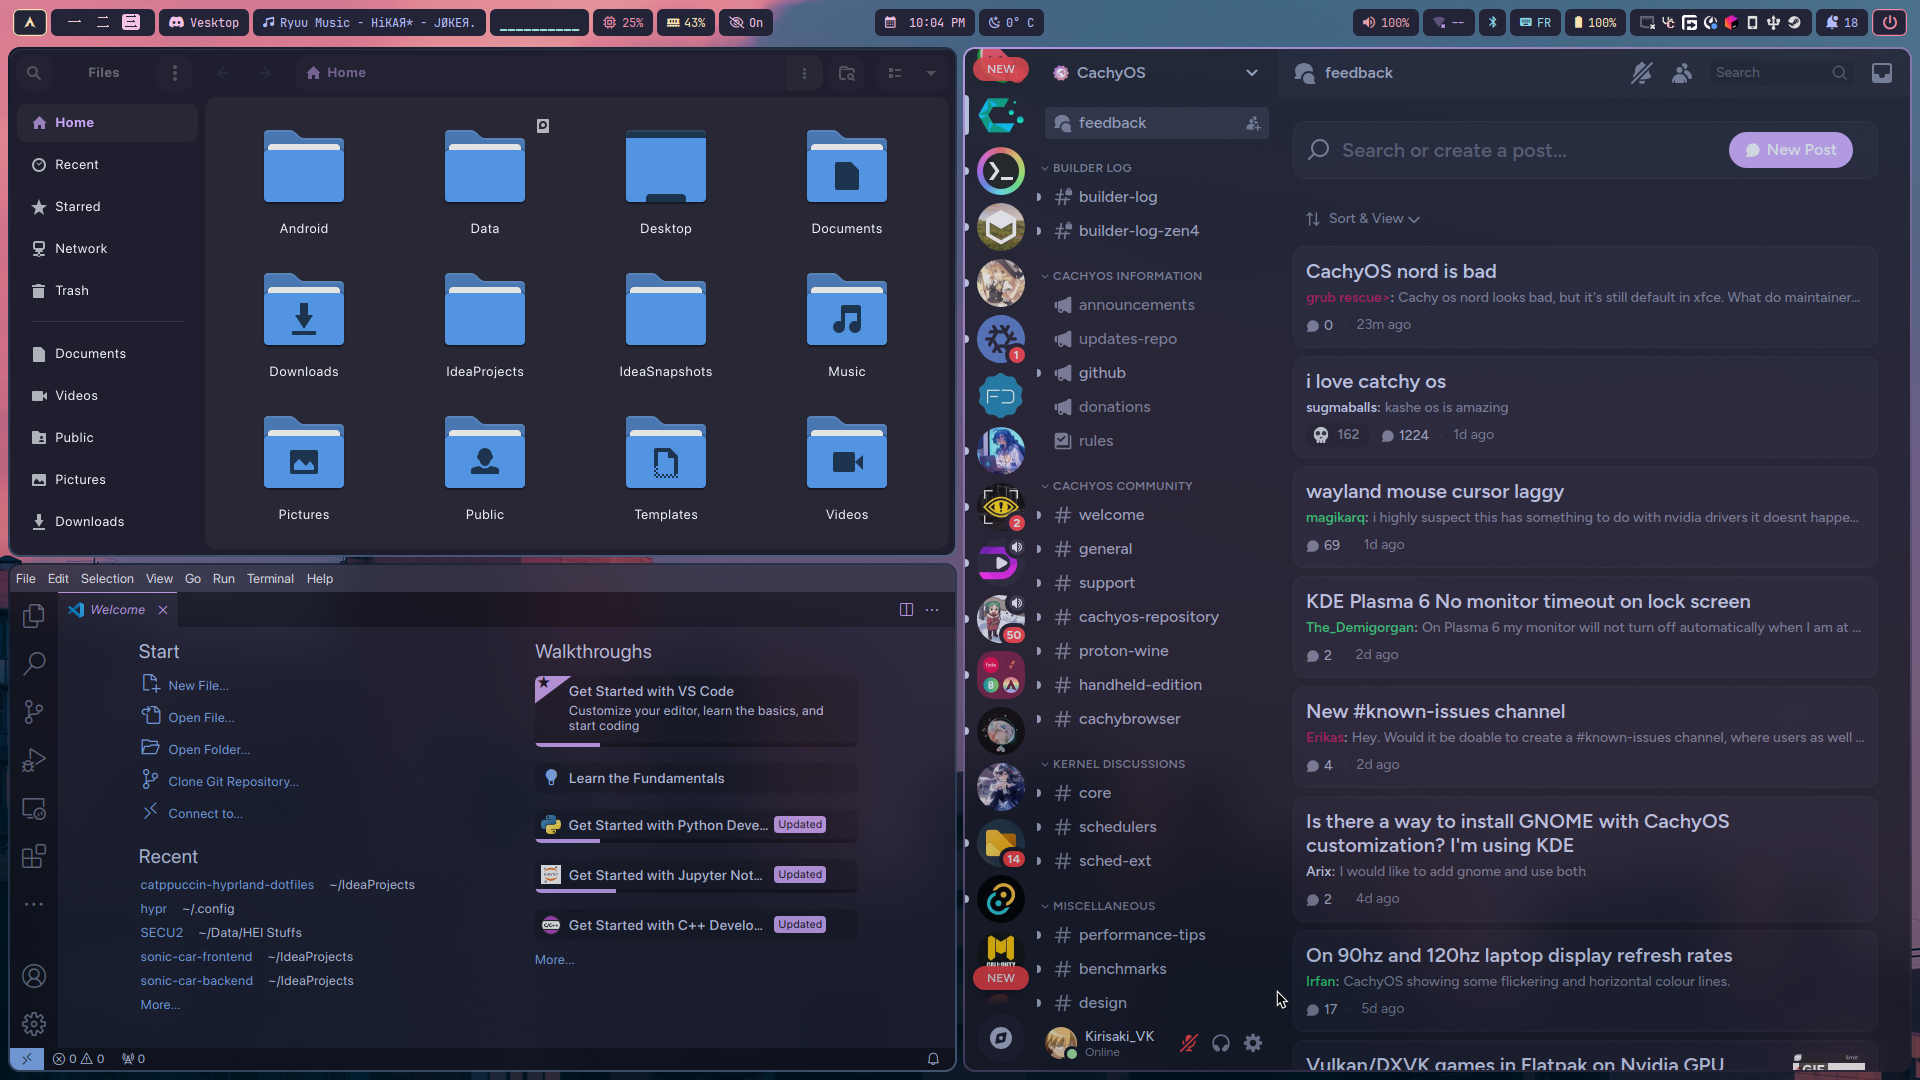 Vesktop
Ryuu Music - HiKAЯ* - JØKEЯ.
25%
43%
On
10:04 PM
0° C
100%
--
FR
100%
18
Files
Home
Home
Recent
Starred
Network
Trash
Documents
Videos
Public
Pictures
Downloads
Android
Data
Desktop
Documents
Downloads
IdeaProjects
IdeaSnapshots
Music
Pictures
Public
Templates
Videos
File Edit Selection View Go Run Terminal Help
Welcome
Start
New File...
Open File...
Open Folder...
Clone Git Repository...
Connect to...
Recent
catppuccin-hyprland-dotfiles ~/IdeaProjects
hypr ~/.config
SECU2 ~/Data/HEI Stuffs
sonic-car-frontend ~/IdeaProjects
sonic-car-backend ~/IdeaProjects
More...
Walkthroughs
Get Started with VS Code
Customize your editor, learn the basics, and
start coding
Learn the Fundamentals
Get Started with Python Deve... Updated
Get Started with Jupyter Not... Updated
Get Started with C++ Develo... Updated
More...
0 0 0
NEW
1
2
50
14
NEW
CachyOS
feedback
BUILDER LOG
builder-log
builder-log-zen4
CACHYOS INFORMATION
announcements
updates-repo
github
donations
rules
CACHYOS COMMUNITY
welcome
general
support
cachyos-repository
proton-wine
handheld-edition
cachybrowser
KERNEL DISCUSSIONS
core
schedulers
sched-ext
MISCELLANEOUS
performance-tips
benchmarks
design
Kirisaki_VK
Online
feedback
Search
Search or create a post...
New Post
Sort & View
CachyOS nord is bad
grub rescue>: Cachy os nord looks bad, but it's still default in xfce. What do maintainer...
0 23m ago
i love catchy os
sugmaballs: kashe os is amazing
162 1224 1d ago
wayland mouse cursor laggy
magikarq: i highly suspect this has something to do with nvidia drivers it doesnt happe...
69 1d ago
KDE Plasma 6 No monitor timeout on lock screen
The_Demigorgan: On Plasma 6 my monitor will not turn off automatically when I am at ...
2 2d ago
New #known-issues channel
Erikas: Hey. Would it be doable to create a #known-issues channel, where users as well ...
4 2d ago
Is there a way to install GNOME with CachyOS
customization? I'm using KDE
Arix: I would like to add gnome and use both
2 4d ago
On 90hz and 120hz laptop display refresh rates
Irfan: CachyOS showing some flickering and horizontal colour lines.
17 5d ago
Vulkan/DXVK games in Flatpak on Nvidia GPU
GIF